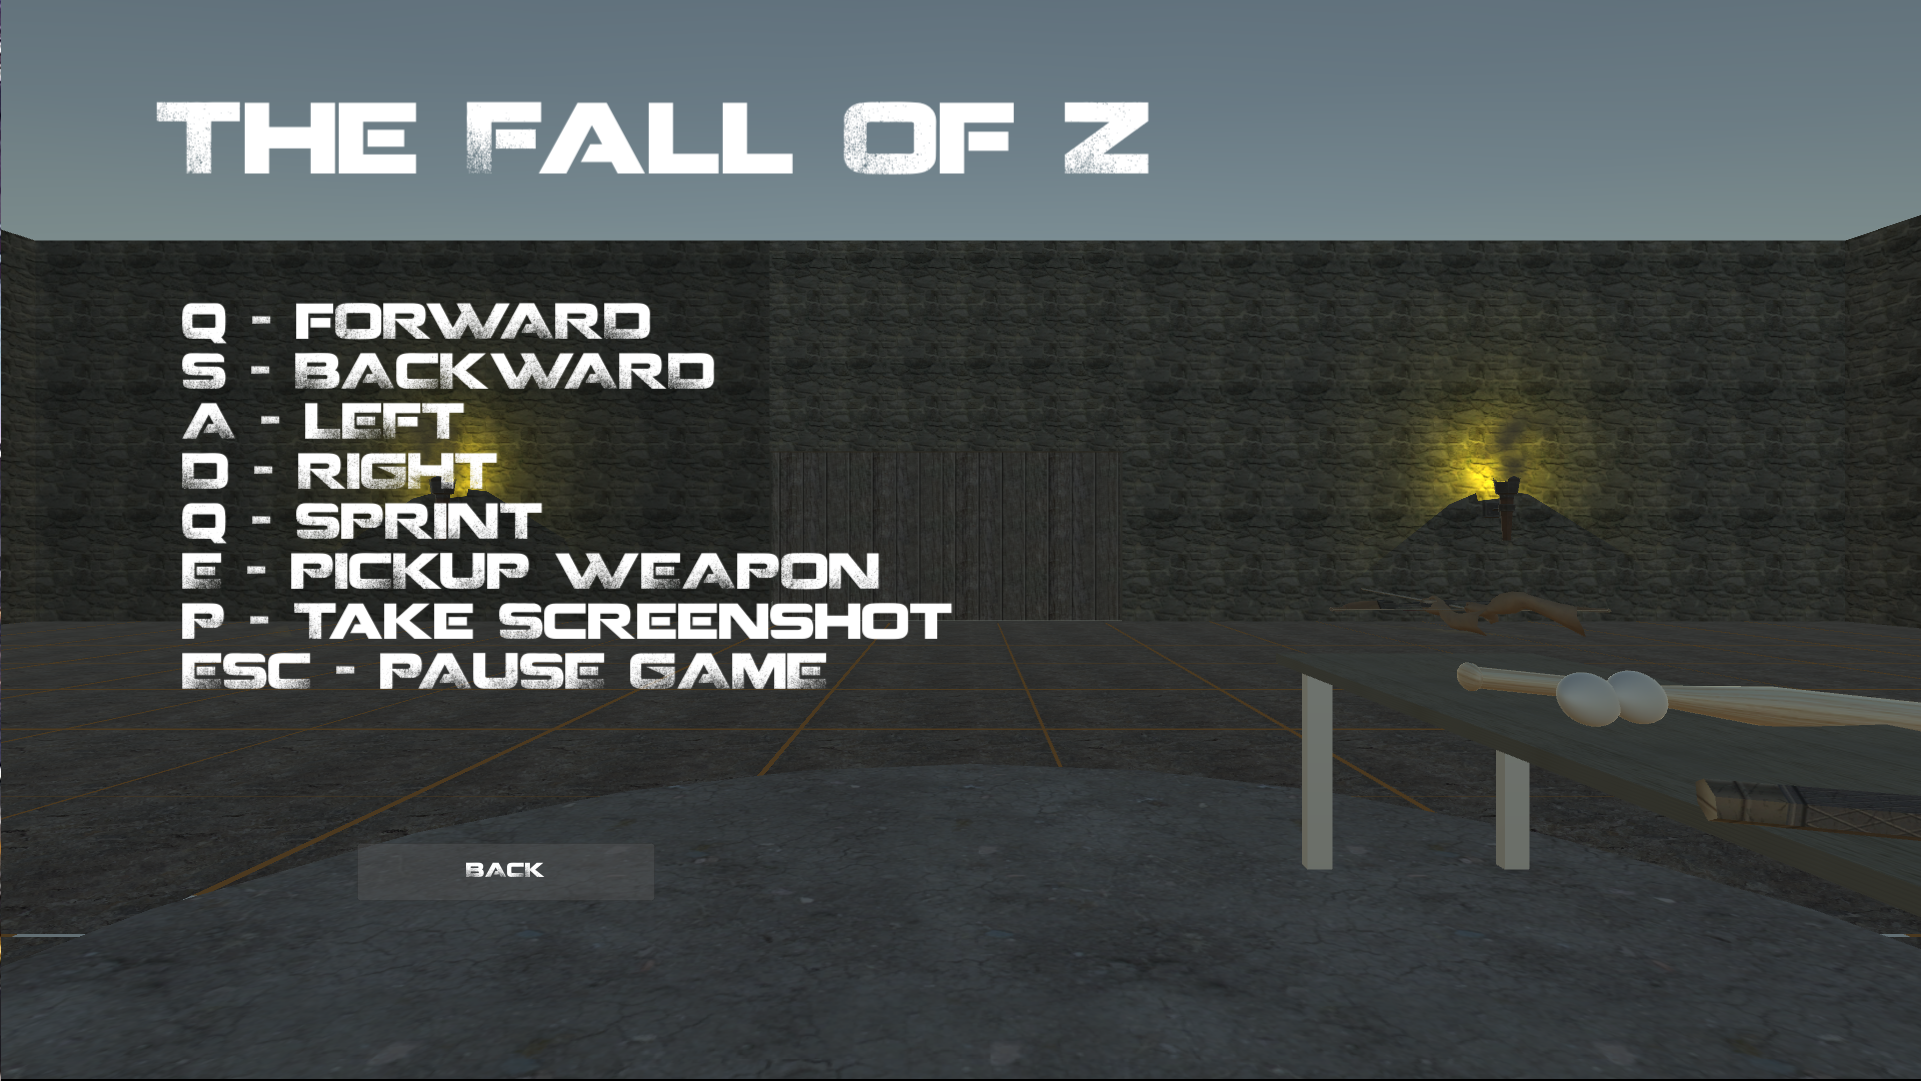 THE FALL OF Z
Q - FORWARD
S - BACKWARD
A - LEFT
D - RIGHT
Q - SPRINT
E - PICKUP WEAPON
P - TAKE SCREENSHOT
ESC - PAUSE GAME
BACK